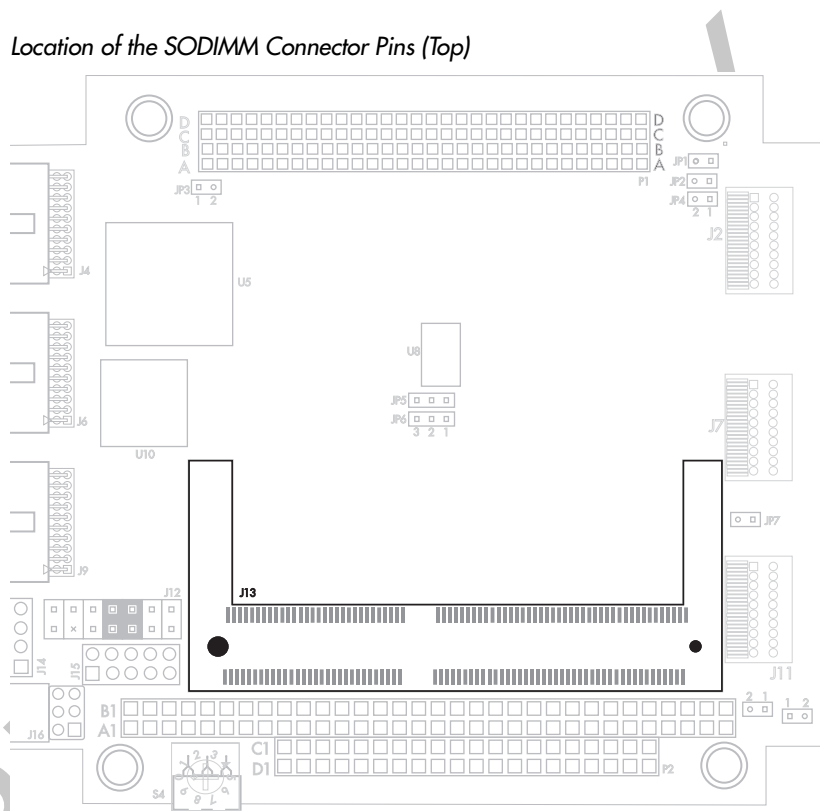 Location of the SODIMM Connector Pins (Top)
D D
C C
B B
A A
P1
JP1
JP2
JP4
2 1
JP3
1 2
J4
J2
U5
U8
JP5
JP6
3 2 1
J6
J7
U10
J9
JP7
J12
J13
J14
J15
J11
J16
B1
A1
2 1
1 2
C1
D1
P2
S4